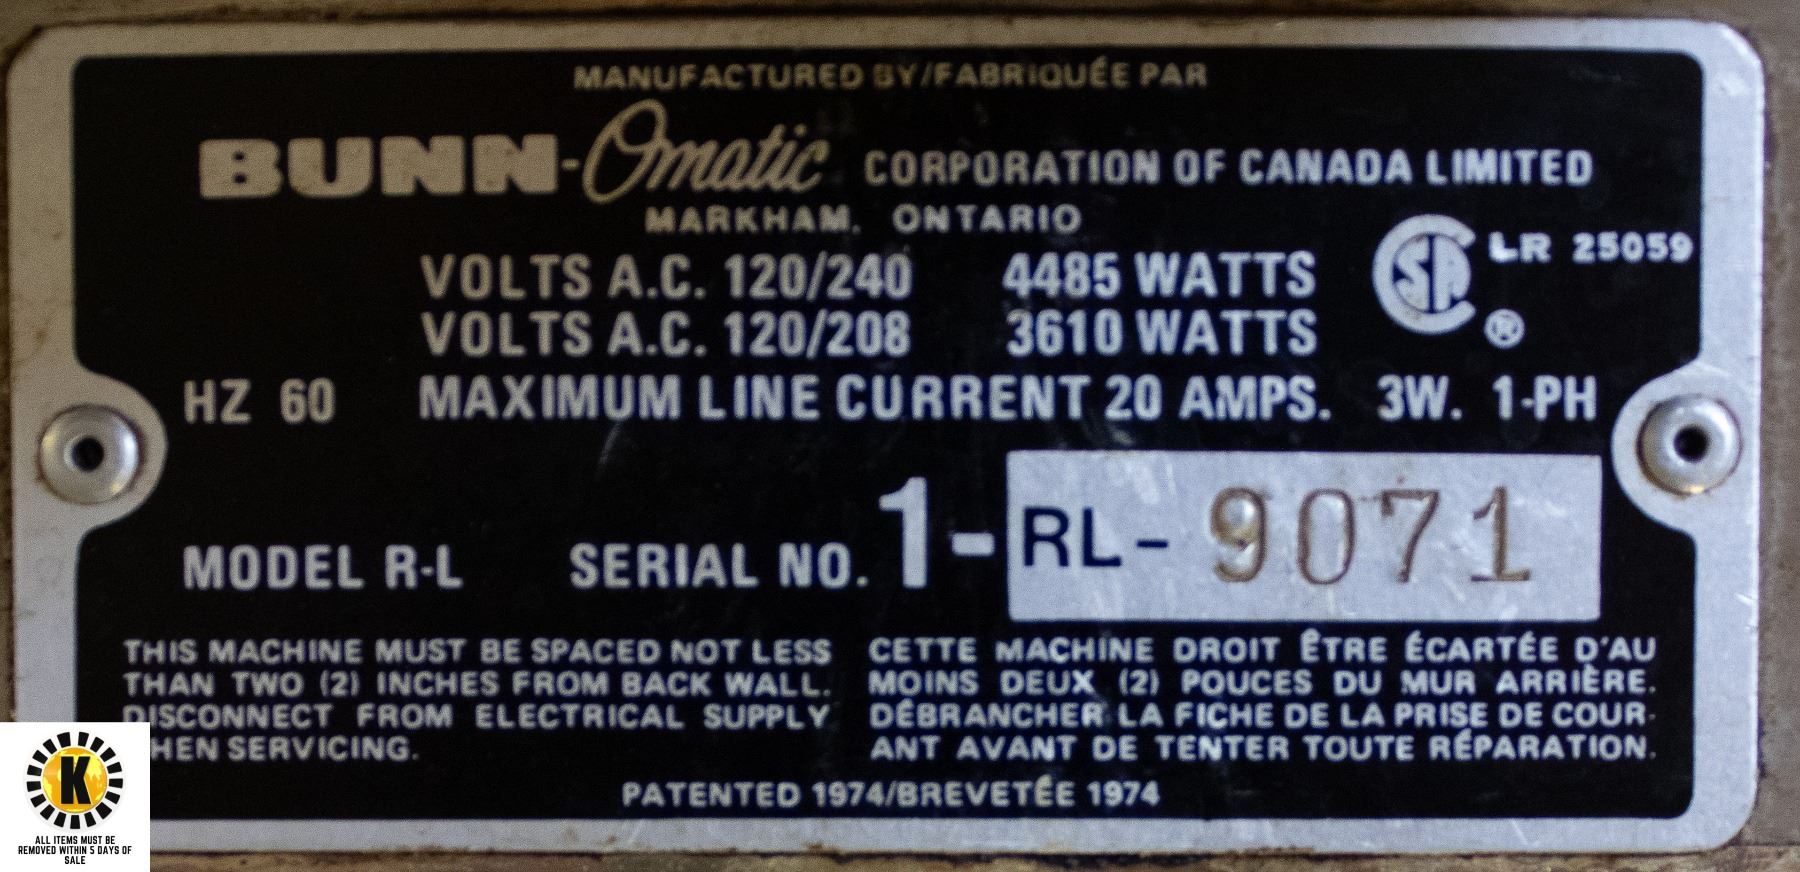 MANUFACTURED BY/FABRIQUÉE PAR
BUNN-Omatic CORPORATION OF CANADA LIMITED
MARKHAM, ONTARIO
LR 25059
VOLTS A.C. 120/240 4485 WATTS
VOLTS A.C. 120/208 3610 WATTS
SA ®
HZ 60 MAXIMUM LINE CURRENT 20 AMPS. 3W. 1-PH
MODEL R-L SERIAL NO. 1-RL-9071
THIS MACHINE MUST BE SPACED NOT LESS
THAN TWO (2) INCHES FROM BACK WALL.
DISCONNECT FROM ELECTRICAL SUPPLY
HEN SERVICING.
CETTE MACHINE DROIT ÊTRE ÉCARTÉE D'AU
MOINS DEUX (2) POUCES DU MUR ARRIÈRE.
DÉBRANCHER LA FICHE DE LA PRISE DE COUR-
ANT AVANT DE TENTER TOUTE RÉPARATION.
PATENTED 1974/BREVETÉE 1974
K
ALL ITEMS MUST BE
REMOVED WITHIN 5 DAYS OF
SALE